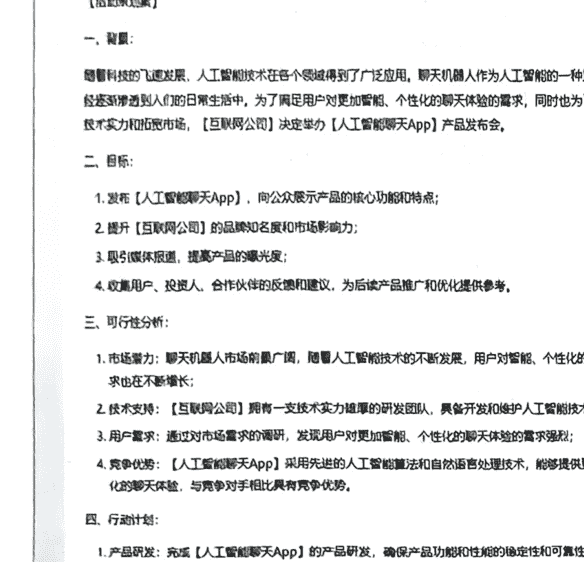 【活动策划案】
一、背景：
随着科技的飞速发展，人工智能技术在各个领域得到了广泛应用。聊天机器人作为人工智能的一种
经逐渐渗透到人们的日常生活中。为了满足用户对更加智能、个性化的聊天体验的需求，同时也为
技术实力和拓宽市场，【互联网公司】决定举办【人工智能聊天App】产品发布会。
二、目标：
1. 发布【人工智能聊天App】，向公众展示产品的核心功能和特点；
2. 提升【互联网公司】的品牌知名度和市场影响力；
3. 吸引媒体报道，提高产品的曝光度；
4. 收集用户、投资人、合作伙伴的反馈和建议，为后续产品推广和优化提供参考。
三、可行性分析：
1. 市场潜力：聊天机器人市场前景广阔，随着人工智能技术的不断发展，用户对智能、个性化的
求也在不断增长；
2. 技术支持：【互联网公司】拥有一支技术实力雄厚的研发团队，具备开发和维护人工智能技术
3. 用户需求：通过对市场需求的调研，发现用户对更加智能、个性化的聊天体验的需求强烈；
4. 竞争优势：【人工智能聊天App】采用先进的人工智能算法和自然语言处理技术，能够提供
化的聊天体验，与竞争对手相比具有竞争优势。
四、行动计划：
1. 产品研发：完成【人工智能聊天App】的产品研发，确保产品功能和性能的稳定性和可靠性